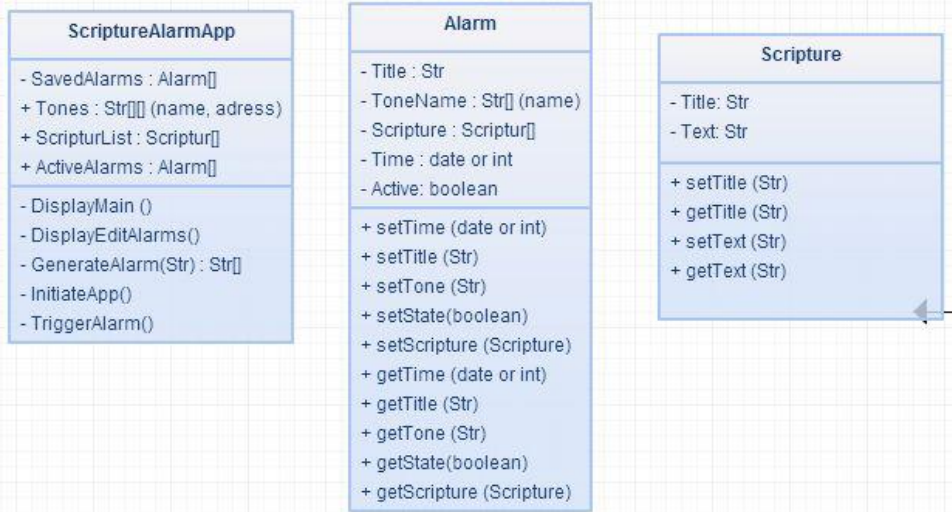 ScriptureAlarmApp
- SavedAlarms : Alarm[]
+ Tones : Str[][] (name, adress)
+ ScripturList : Scriptur[]
+ ActiveAlarms : Alarm[]
- DisplayMain ()
- DisplayEditAlarms()
- GenerateAlarm(Str) : Str[]
- InitiateApp()
- TriggerAlarm()
Alarm
- Title : Str
- ToneName : Str[] (name)
- Scripture : Scriptur[]
- Time : date or int
- Active: boolean
+ setTime (date or int)
+ setTitle (Str)
+ setTone (Str)
+ setState(boolean)
+ setScripture (Scripture)
+ getTime (date or int)
+ getTitle (Str)
+ getTone (Str)
+ getState(boolean)
+ getScripture (Scripture)
Scripture
- Title: Str
- Text: Str
+ setTitle (Str)
+ getTitle (Str)
+ setText (Str)
+ getText (Str)